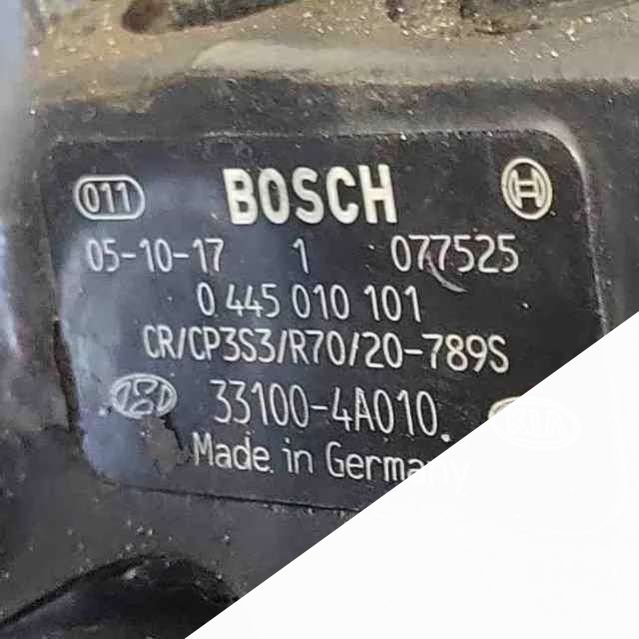 011 BOSCH
05-10-17 1 077525
0 445 010 101
CR/CP3S3/R70/20-789S
33100-4A010
Made in Germany